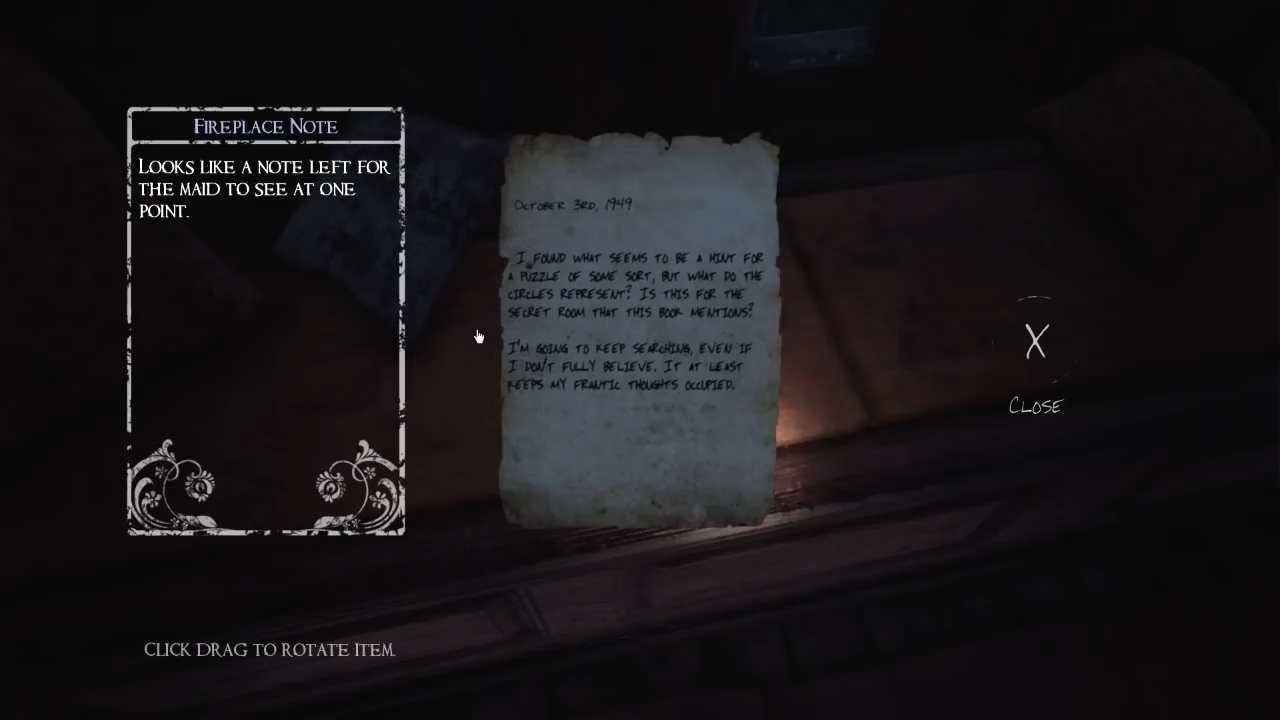 Fireplace Note
Looks like a note left for
the maid to see at one
point.
October 3rd, 1949
I found what seems to be a hint for
a puzzle of some sort, but what do the
circles represent? Is this for the
secret room that this book mentions?
I'm going to keep searching, even if
I don't fully believe. It at least
keeps my frantic thoughts occupied.
X
Close
Click drag to rotate item.